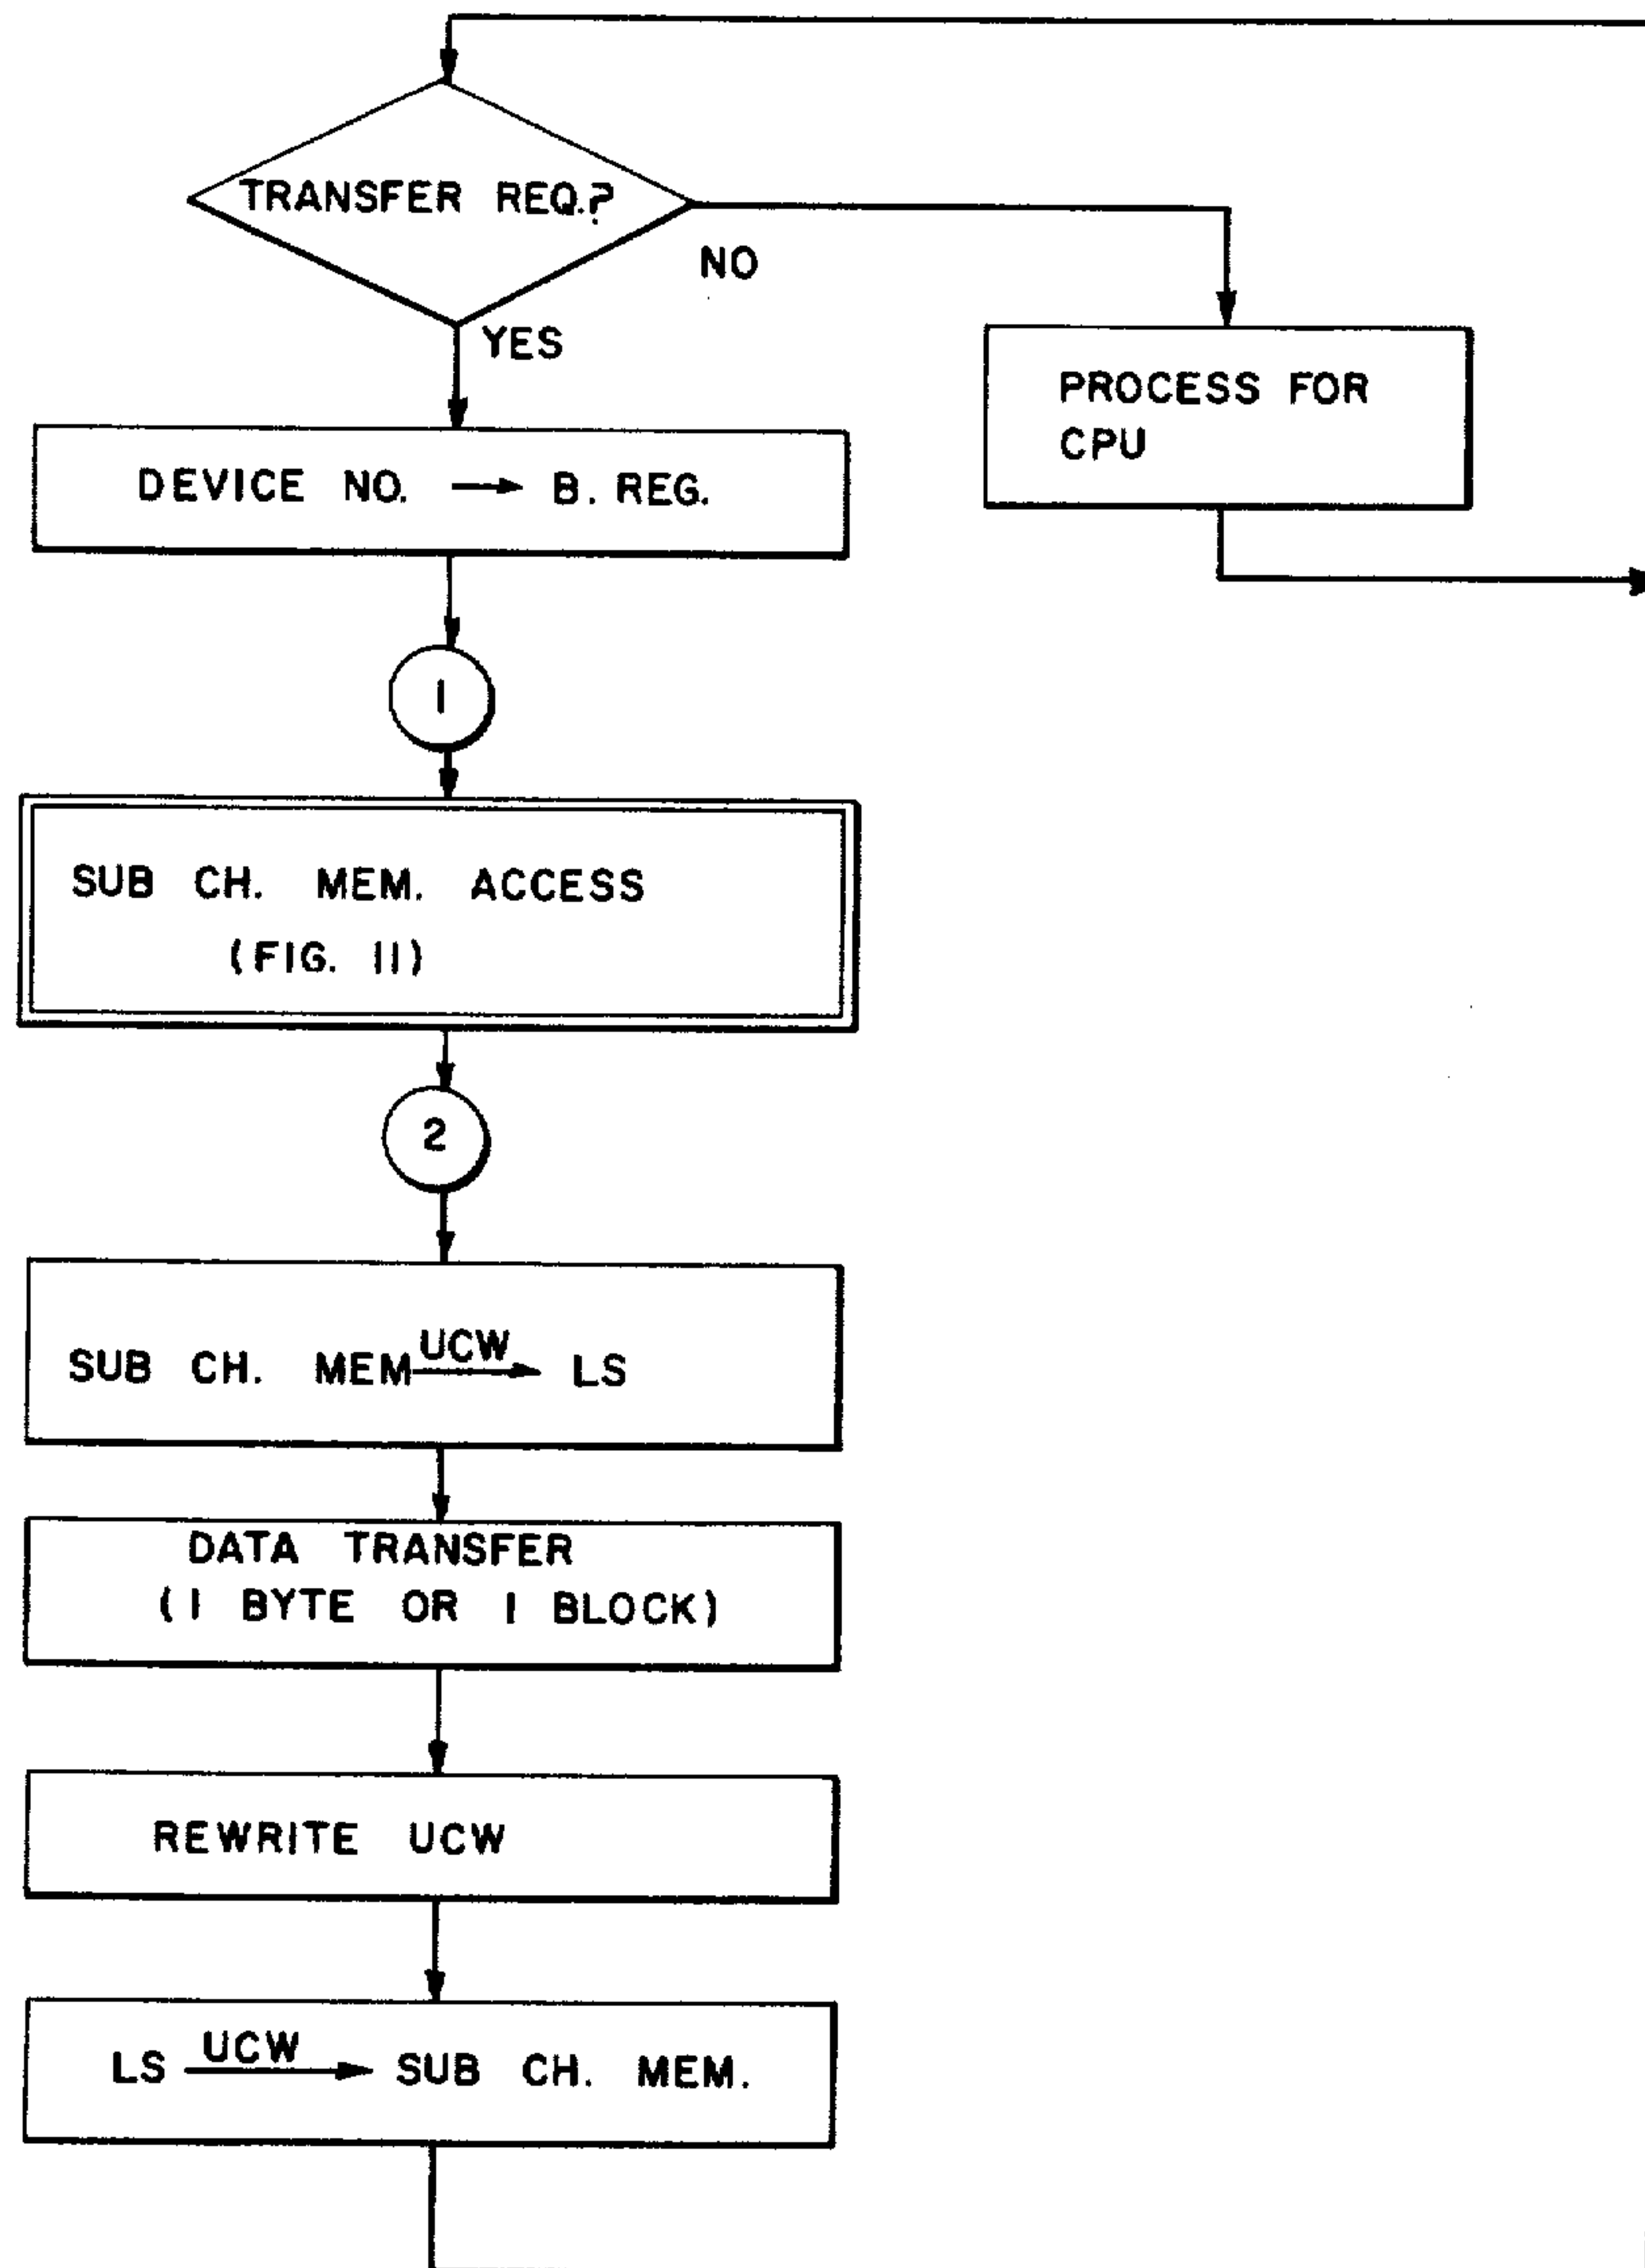 TRANSFER REQ.?
NO
YES
PROCESS FOR
CPU
DEVICE NO. → B. REG.
1
SUB CH. MEM. ACCESS
(FIG. 11)
2
UCW
SUB CH. MEM → LS
DATA TRANSFER
(1 BYTE OR 1 BLOCK)
REWRITE UCW
UCW
LS → SUB CH. MEM.